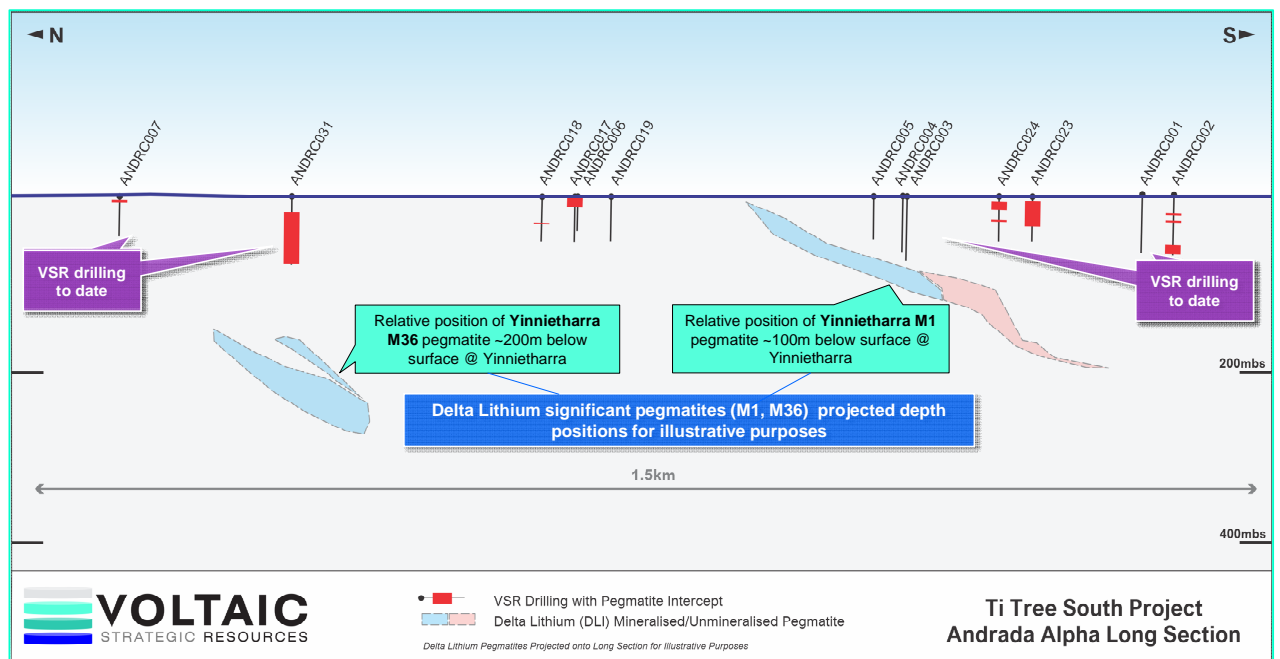 N
S
ANDRC007
ANDRC031
ANDRC018
ANDRC017
ANDRC006
ANDRC019
ANDRC005
ANDRC004
ANDRC003
ANDRC024
ANDRC023
ANDRC001
ANDRC002
VSR drilling
to date
VSR drilling
to date
Relative position of Yinnietharra
M36 pegmatite ~200m below
surface @ Yinnietharra
Relative position of Yinnietharra M1
pegmatite ~100m below surface @
Yinnietharra
200mbs
Delta Lithium significant pegmatites (M1, M36) projected depth
positions for illustrative purposes
1.5km
400mbs
VOLTAIC
STRATEGIC RESOURCES
VSR Drilling with Pegmatite Intercept
Delta Lithium (DLI) Mineralised/Unmineralised Pegmatite
Delta Lithium Pegmatites Projected onto Long Section for Illustrative Purposes
Ti Tree South Project
Andrada Alpha Long Section